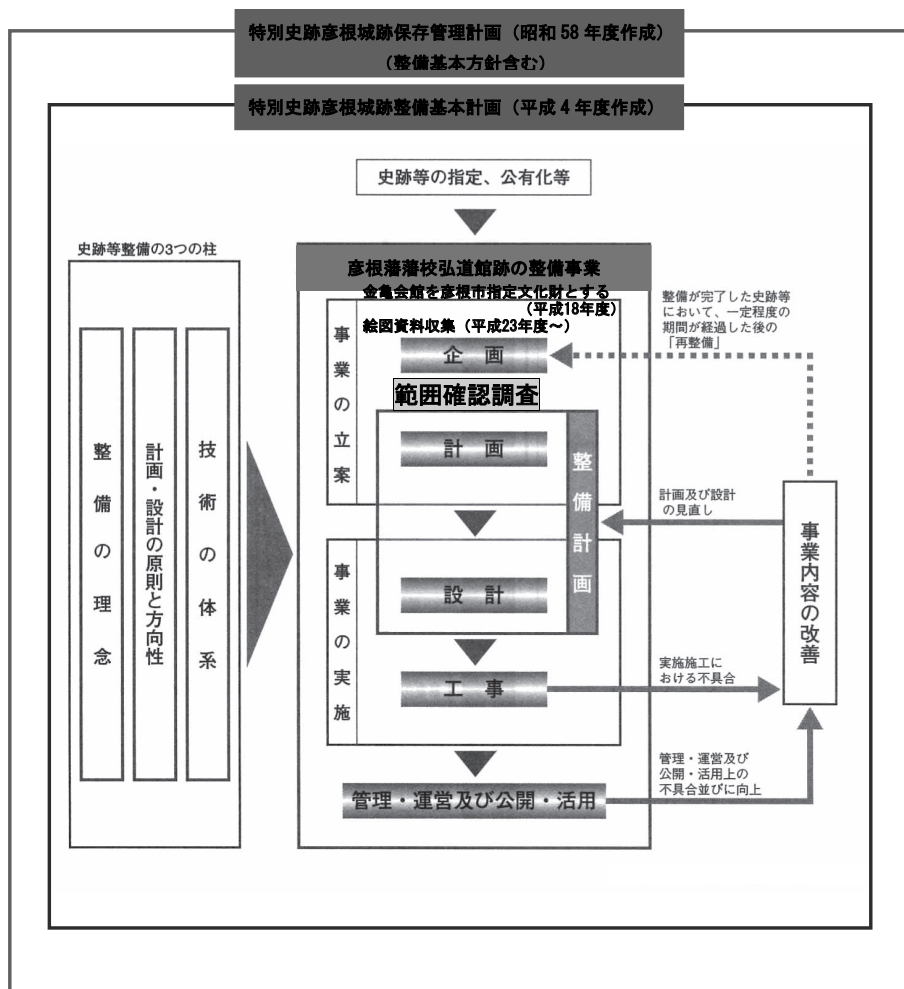 特別史跡彦根城跡保存管理計画（昭和 58 年度作成）
（整備基本方針含む）
特別史跡彦根城跡整備基本計画（平成 4 年度作成）
史跡等の指定、公有化等
史跡等整備の3つの柱
整備の理念
計画・設計の原則と方向性
技術の体系
彦根藩藩校弘道館跡の整備事業
金亀会館を彦根市指定文化財とする
（平成18年度）
絵図資料収集（平成23年度～）
事業の立案
企画
範囲確認調査
計画
整備計画
事業の実施
設計
工事
管理・運営及び公開・活用
整備が完了した史跡等
において、一定程度の
期間が経過した後の
「再整備」
計画及び設計
の見直し
事業内容の改善
実施施工に
おける不具合
管理・運営及び
公開・活用上の
不具合並びに向上